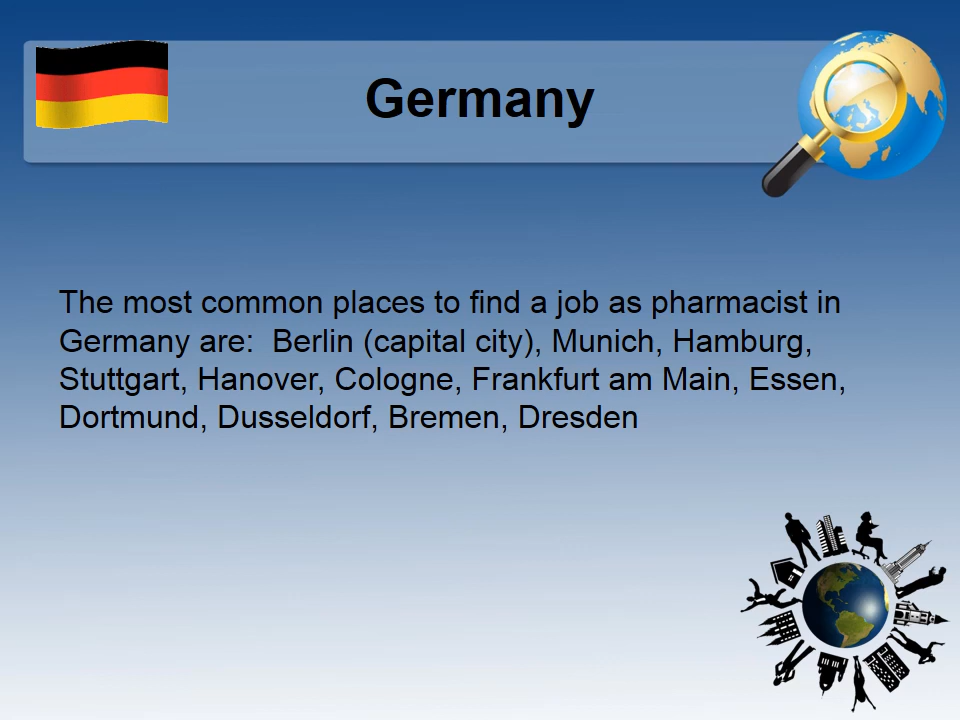 Germany
The most common places to find a job as pharmacist in
Germany are:  Berlin (capital city), Munich, Hamburg,
Stuttgart, Hanover, Cologne, Frankfurt am Main, Essen,
Dortmund, Dusseldorf, Bremen, Dresden